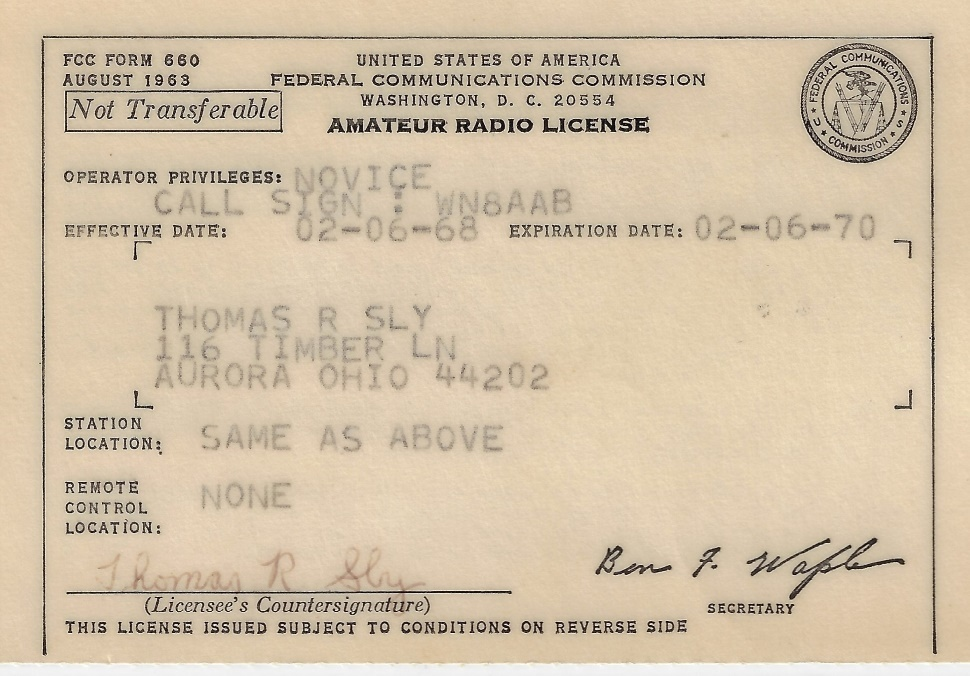 FCC FORM 660
AUGUST 1963
Not Transferable
UNITED STATES OF AMERICA
FEDERAL COMMUNICATIONS COMMISSION
WASHINGTON, D. C. 20554
AMATEUR RADIO LICENSE
FEDERAL COMMUNICATIONS COMMISSION U S
OPERATOR PRIVILEGES: NOVICE
CALL SIGN : WN8AAB
EFFECTIVE DATE: 02-06-68 EXPIRATION DATE: 02-06-70
THOMAS R SLY
116 TIMBER LN
AURORA OHIO 44202
STATION
LOCATION: SAME AS ABOVE
REMOTE
CONTROL
LOCATION: NONE
Thomas R Sly
Ben F. Waple
(Licensee's Countersignature)
SECRETARY
THIS LICENSE ISSUED SUBJECT TO CONDITIONS ON REVERSE SIDE